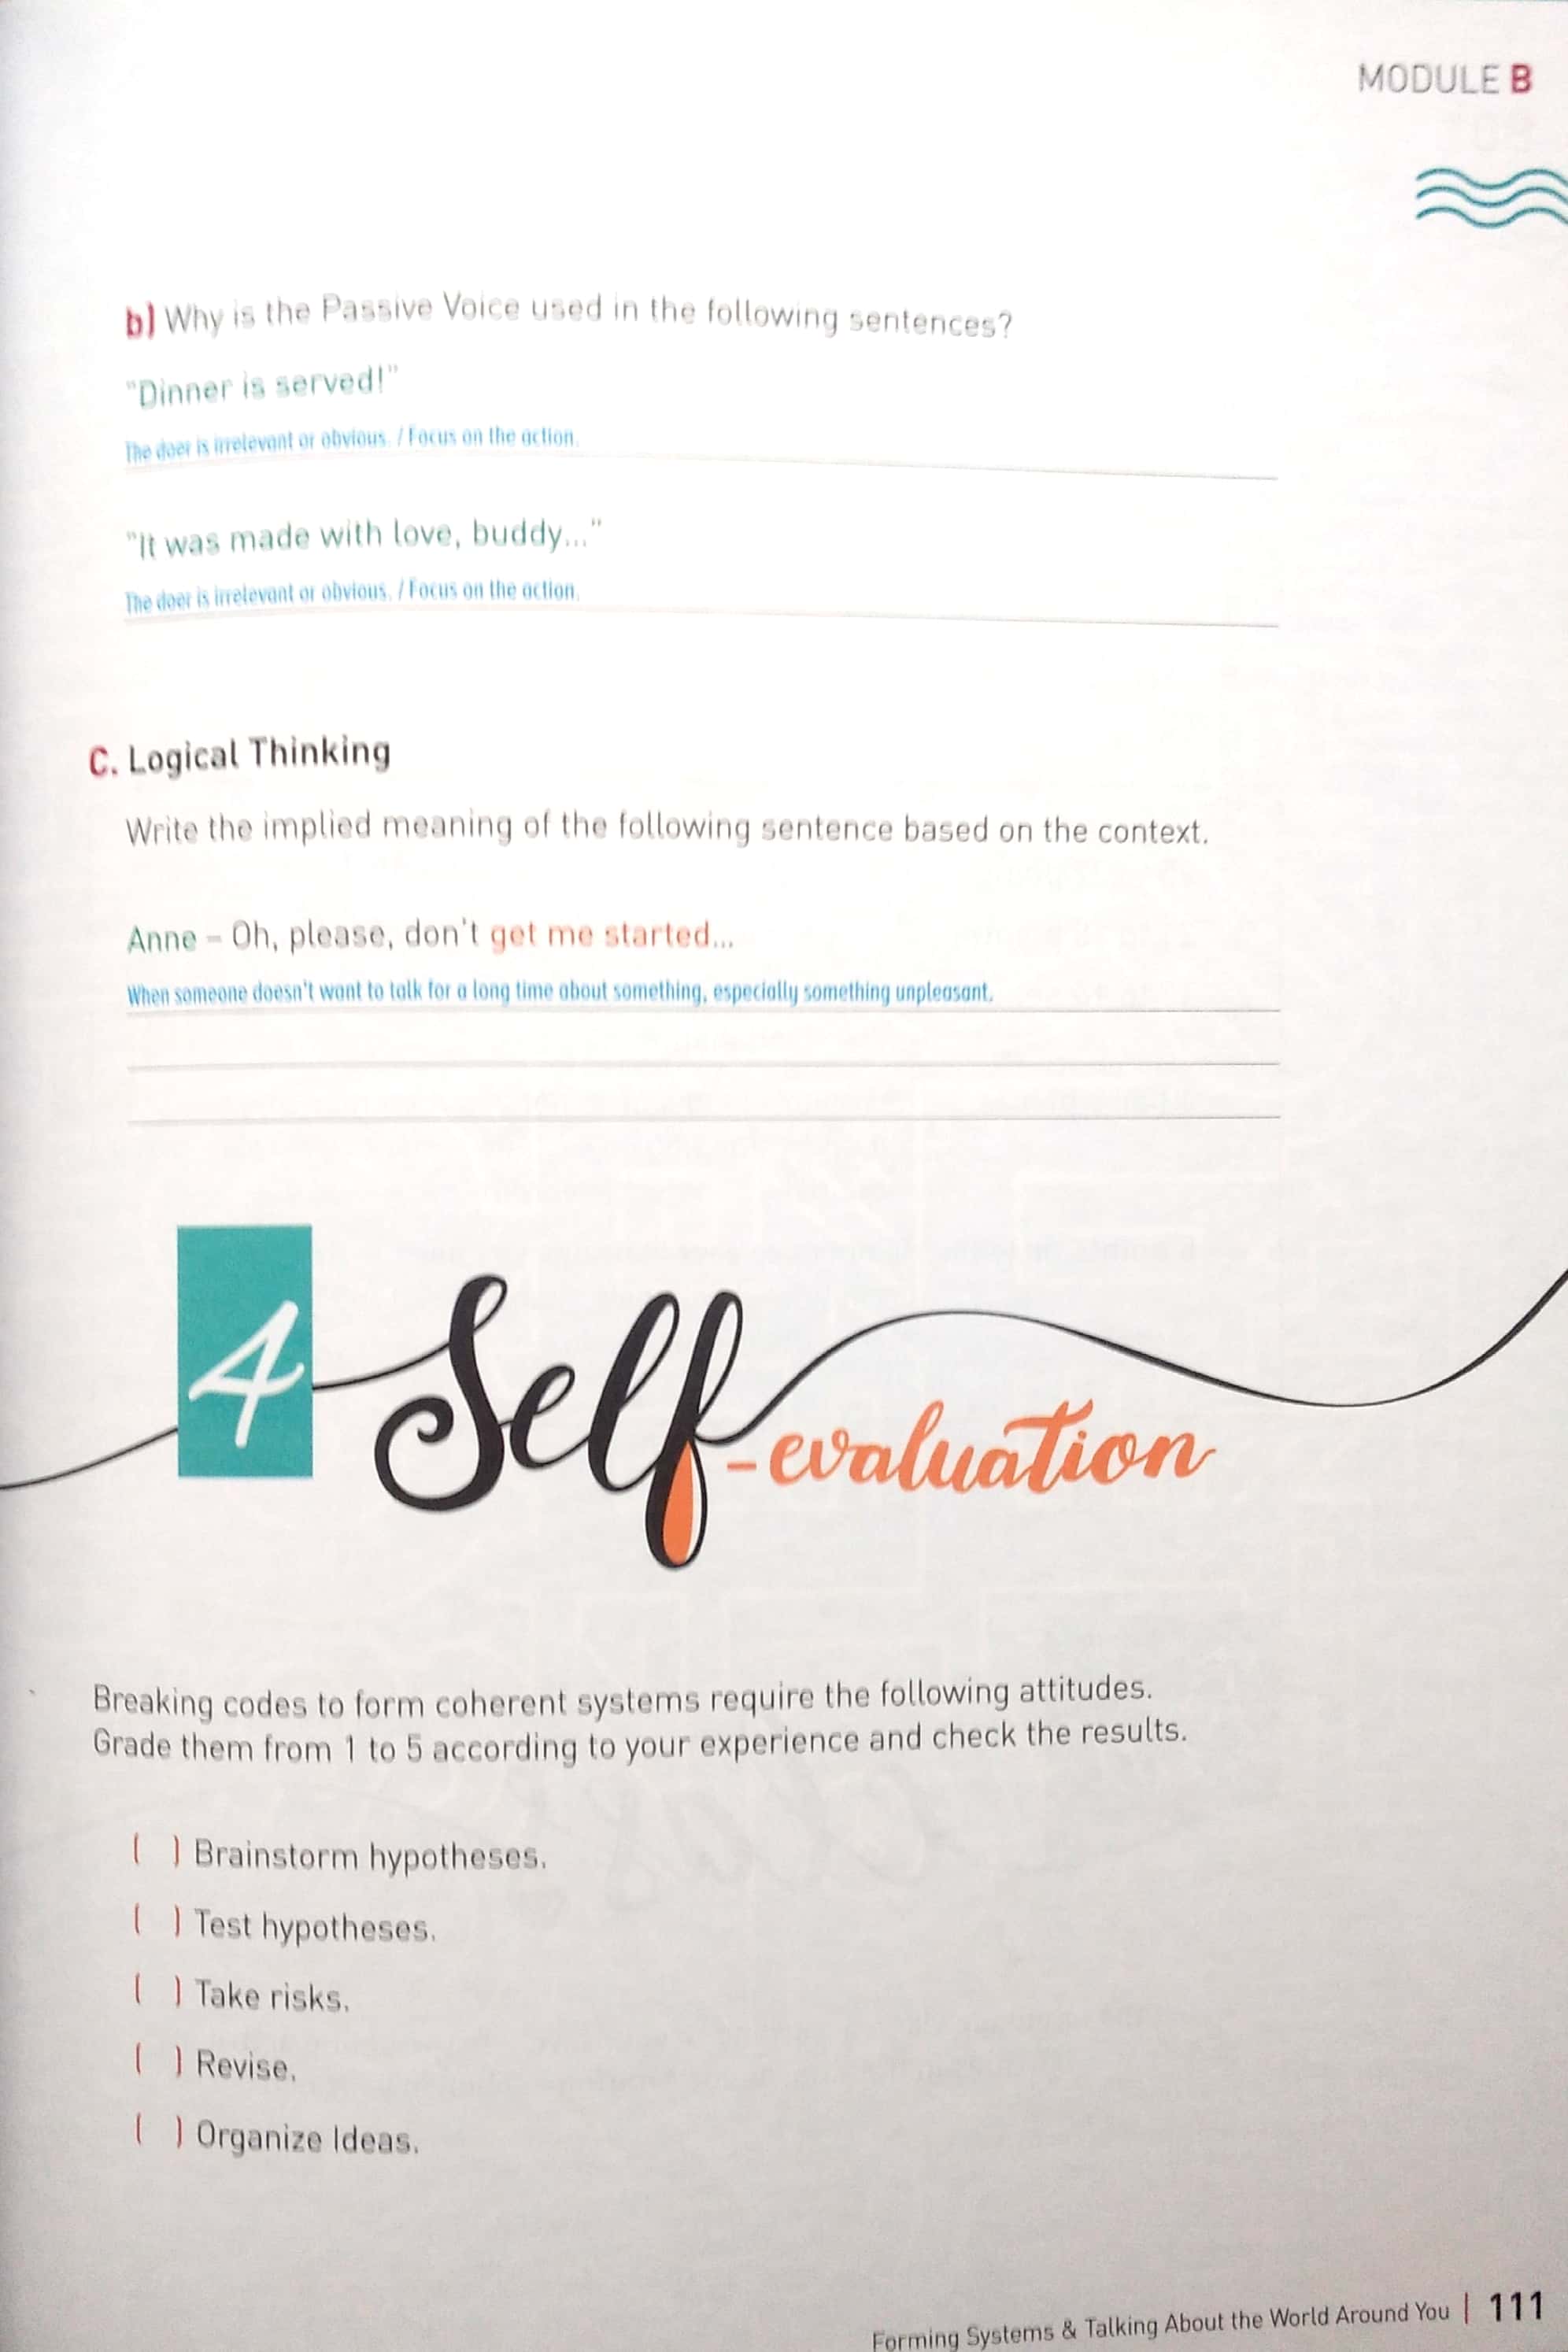 MODULE B
b) Why is the Passive Voice used in the following sentences?
"Dinner is served!"
The doer is irrelevant or obvious. / Focus on the action.
"It was made with love, buddy..."
The doer is irrelevant or obvious. / Focus on the action.
C. Logical Thinking
Write the implied meaning of the following sentence based on the context.
Anne – Oh, please, don't get me started...
When someone doesn't want to talk for a long time about something, especially something unpleasant.
4 Self-evaluation
Breaking codes to form coherent systems require the following attitudes.
Grade them from 1 to 5 according to your experience and check the results.
( ) Brainstorm hypotheses.
( ) Test hypotheses.
( ) Take risks.
( ) Revise.
( ) Organize Ideas.
Forming Systems & Talking About the World Around You | 111